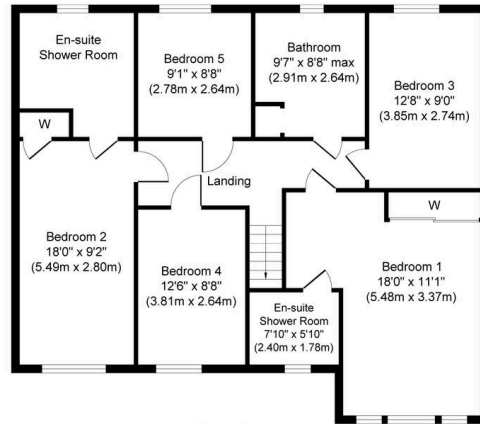 En-suite
Shower Room
Bedroom 5
9'1" x 8'8"
(2.78m x 2.64m)
Bathroom
9'7" x 8'8" max
(2.91m x 2.64m)
Bedroom 3
12'8" x 9'0"
(3.85m x 2.74m)
W
Landing
W
Bedroom 2
18'0" x 9'2"
(5.49m x 2.80m)
Bedroom 4
12'6" x 8'8"
(3.81m x 2.64m)
En-suite
Shower Room
7'10" x 5'10"
(2.40m x 1.78m)
Bedroom 1
18'0" x 11'1"
(5.48m x 3.37m)